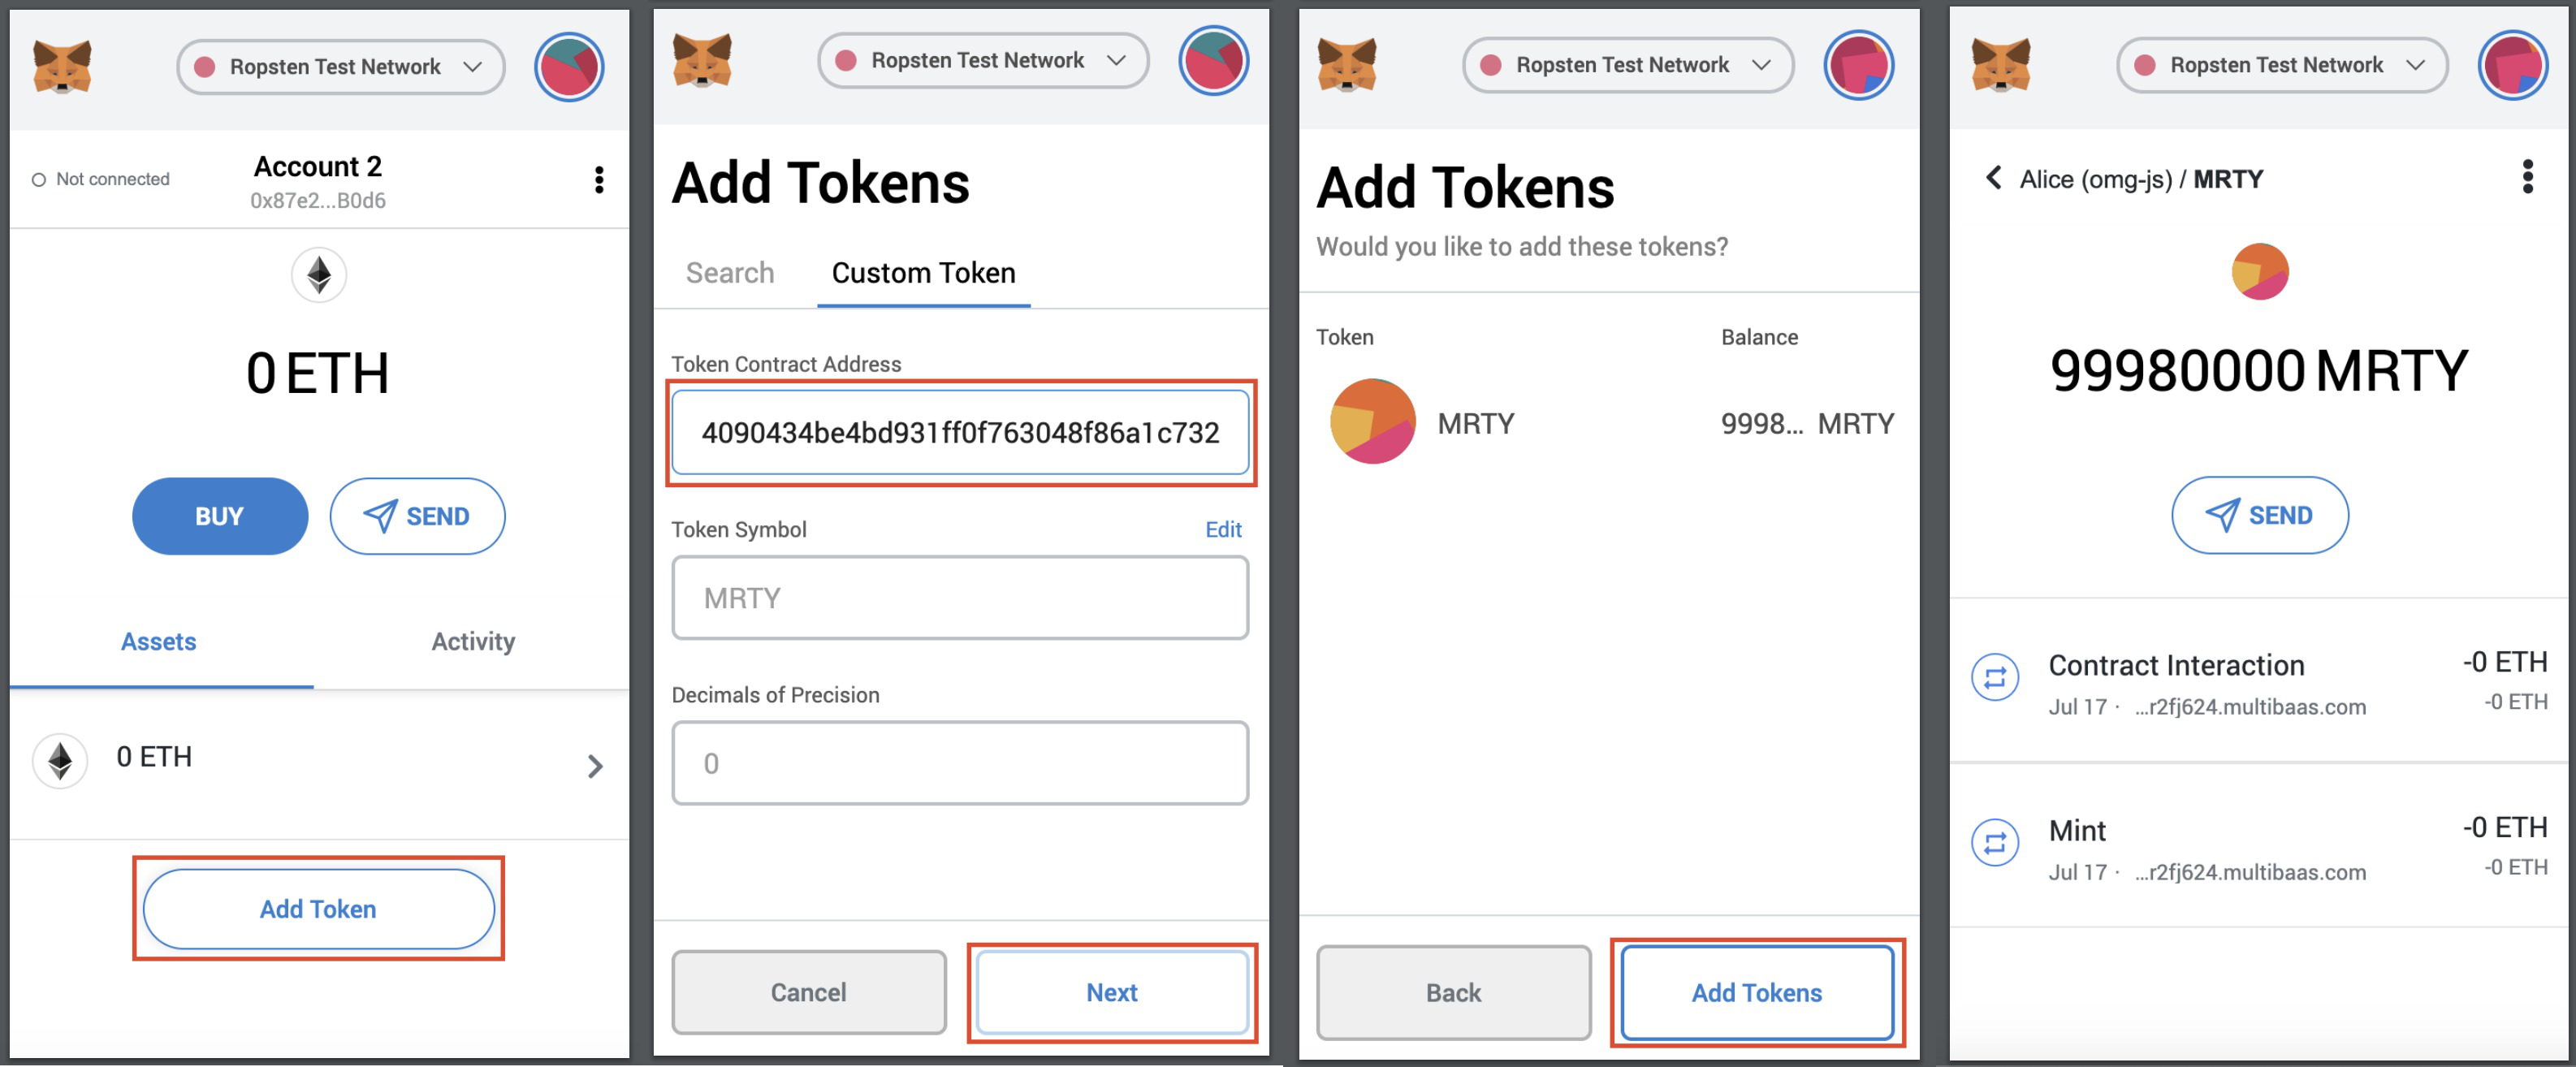 Ropsten Test Network
Not connected
Account 2
0x87e2...B0d6
0 ETH
BUY
SEND
Assets
Activity
0 ETH
Add Token
Ropsten Test Network
Add Tokens
Search
Custom Token
Token Contract Address
4090434be4bd931ff0f763048f86a1c732
Token Symbol
Edit
MRTY
Decimals of Precision
0
Cancel
Next
Ropsten Test Network
Add Tokens
Would you like to add these tokens?
Token
Balance
MRTY
9998... MRTY
Back
Add Tokens
Ropsten Test Network
Alice (omg-js) / MRTY
99980000 MRTY
SEND
Contract Interaction
-0 ETH
Jul 17 · ...r2fj624.multibaas.com
-0 ETH
Mint
-0 ETH
Jul 17 · ...r2fj624.multibaas.com
-0 ETH